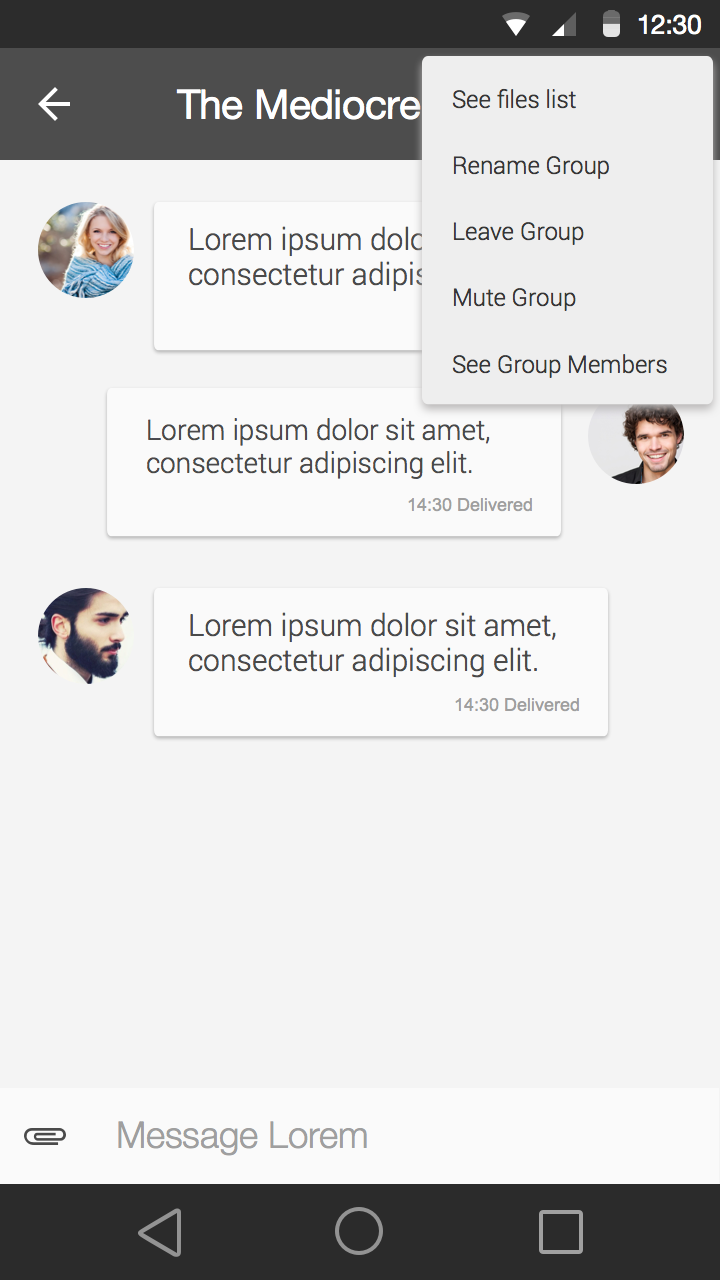 12:30
The Mediocre
See files list
Rename Group
Leave Group
Mute Group
See Group Members
Lorem ipsum
consectetur
Lorem ipsum dolor sit amet,
consectetur adipiscing elit.
14:30 Delivered
Lorem ipsum dolor sit amet,
consectetur adipiscing elit.
14:30 Delivered
Message Lorem